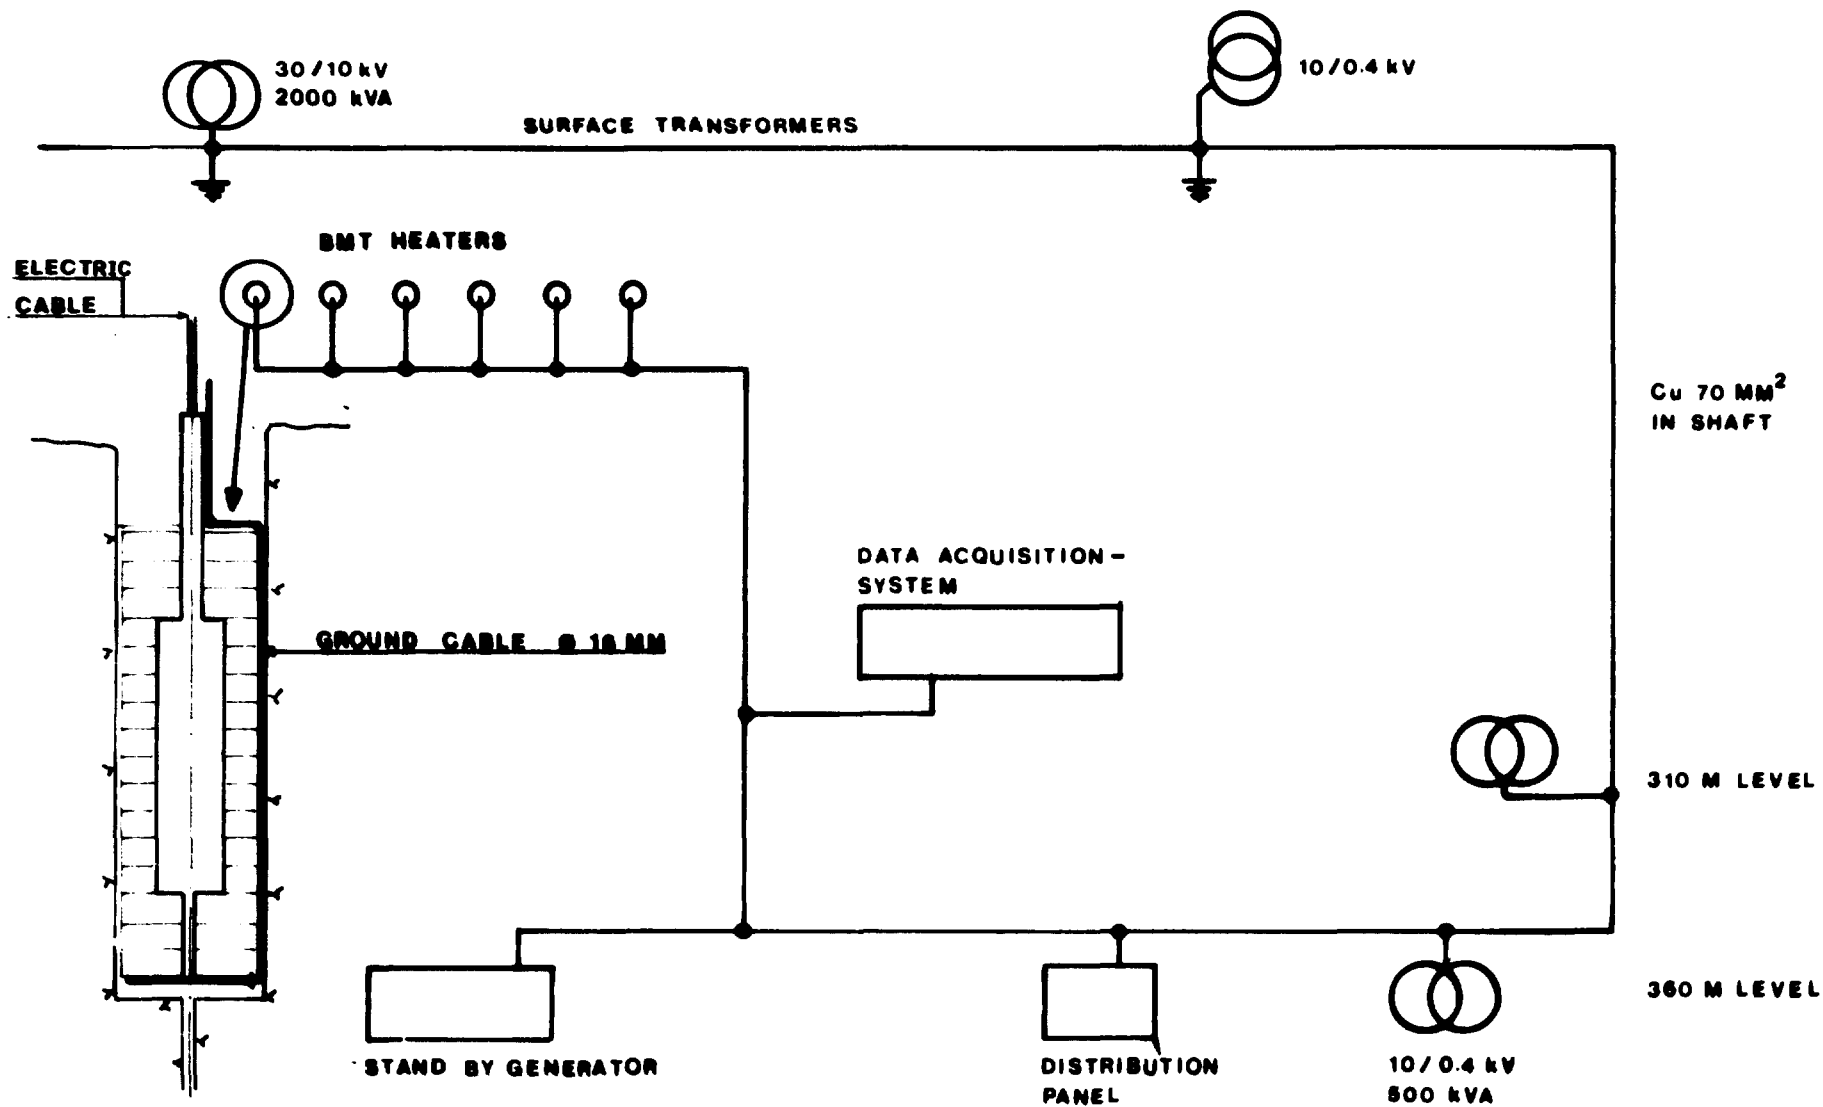 30/10 kV
2000 kVA
10/0.4 kV
SURFACE TRANSFORMERS
BMT HEATERS
ELECTRIC
CABLE
Cu 70 MM²
IN SHAFT
DATA ACQUISITION-
SYSTEM
GROUND CABLE Ø 16 MM
310 M LEVEL
360 M LEVEL
STAND BY GENERATOR
DISTRIBUTION
PANEL
10/0.4 kV
500 kVA